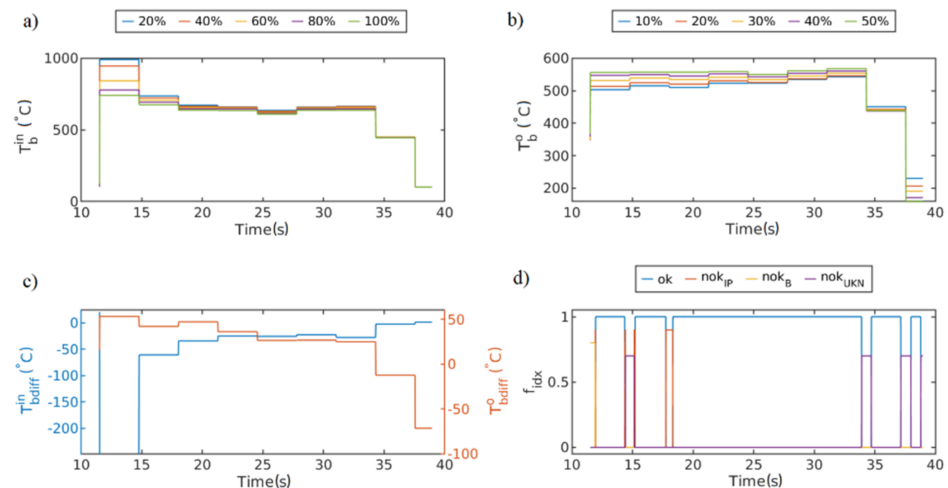 a)
20% 40% 60% 80% 100%
1000
500
0
T_b^in (°C)
10 15 20 25 30 35 40
Time(s)
b)
10% 20% 30% 40% 50%
600
500
400
300
200
T_b^o (°C)
10 15 20 25 30 35 40
Time(s)
c)
0
-50
-100
-150
-200
T_bdiff^in (°C)
50
0
-50
-100
T_bdiff^o (°C)
10 15 20 25 30 35 40
Time(s)
d)
ok nok_IP nok_B nok_UKN
1
0.5
0
f_idx
10 15 20 25 30 35 40
Time(s)